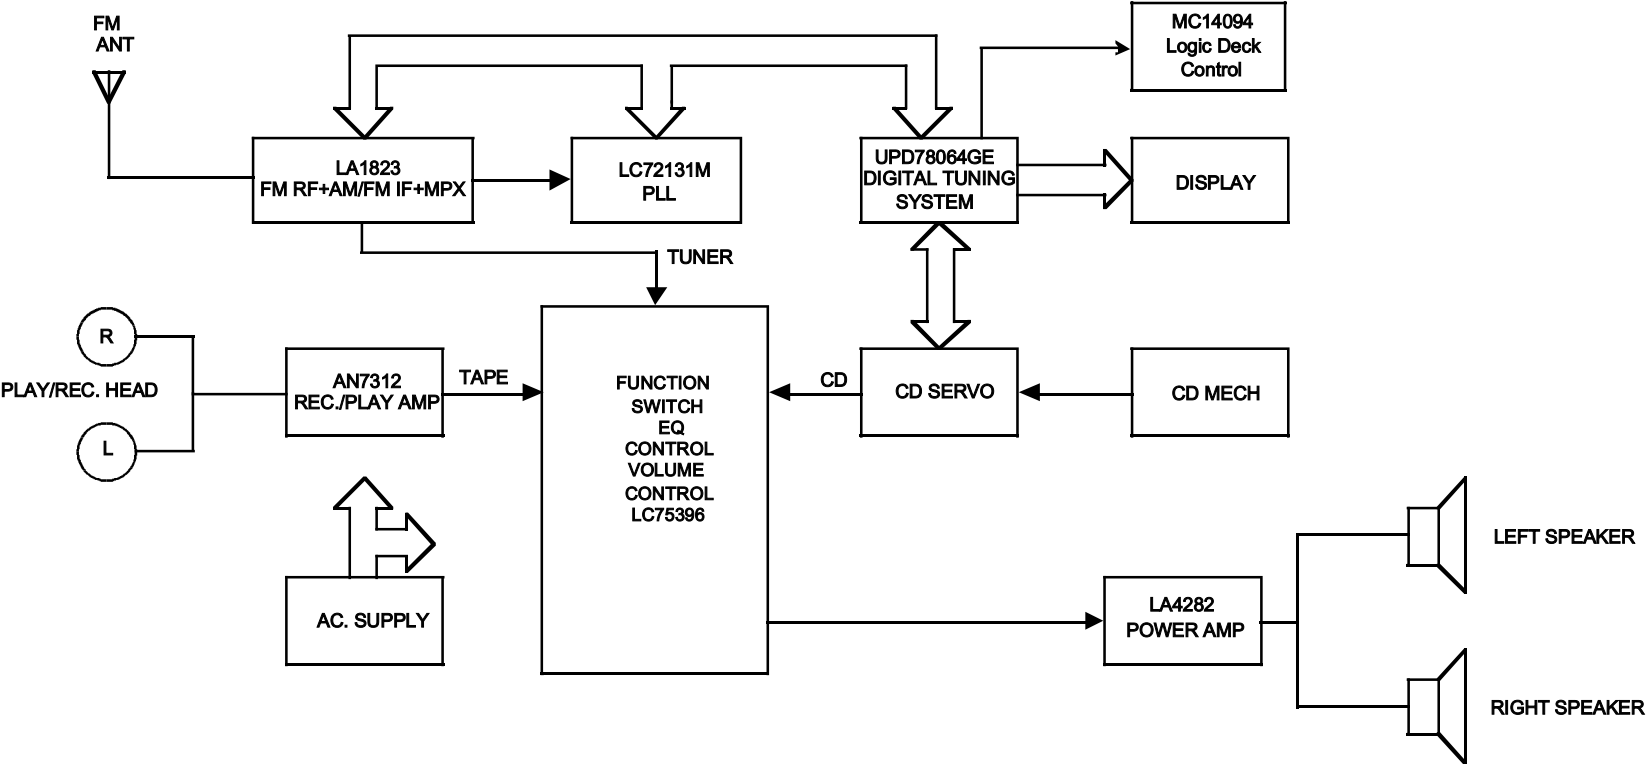 FM
ANT
MC14094
Logic Deck
Control
LA1823
FM RF+AM/FM IF+MPX
LC72131M
PLL
UPD78064GE
DIGITAL TUNING
SYSTEM
DISPLAY
TUNER
R
PLAY/REC. HEAD
L
AN7312
REC./PLAY AMP
TAPE
FUNCTION
SWITCH
EQ
CONTROL
VOLUME
CONTROL
LC75396
CD
CD SERVO
CD MECH
AC. SUPPLY
LA4282
POWER AMP
LEFT SPEAKER
RIGHT SPEAKER